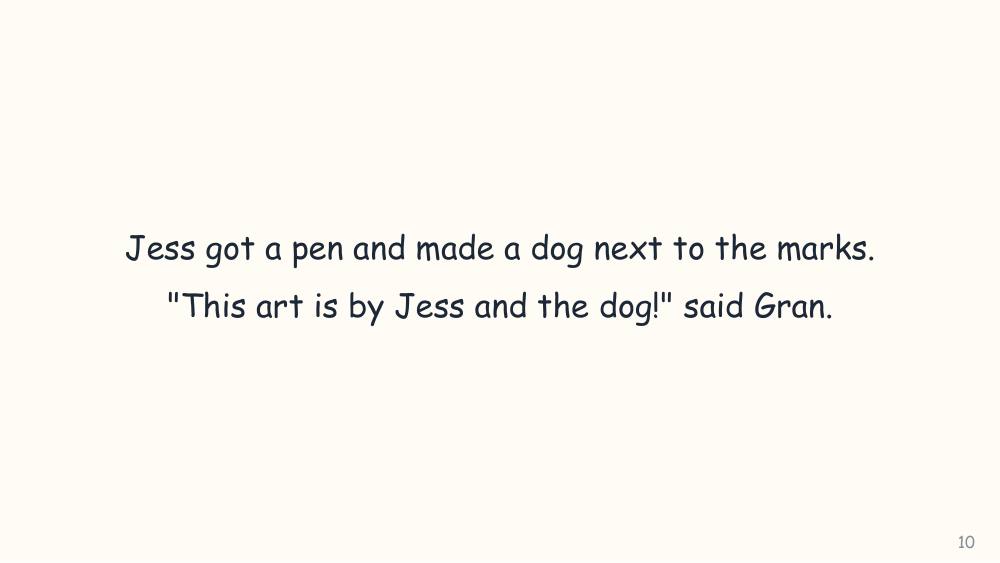 Jess got a pen and made a dog next to the marks.
"This art is by Jess and the dog!" said Gran.
10